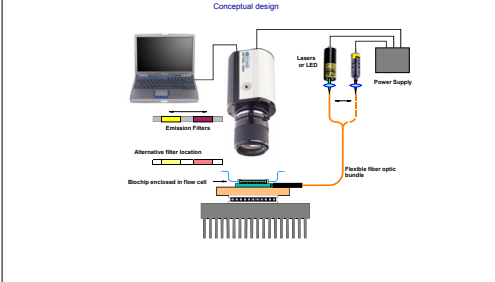 Conceptual design
Lasera
or LED
Power Supply
Emission Filters
Alternative filter location
Flexible fiber optic
bundle
Biochip enclosed in flow cell